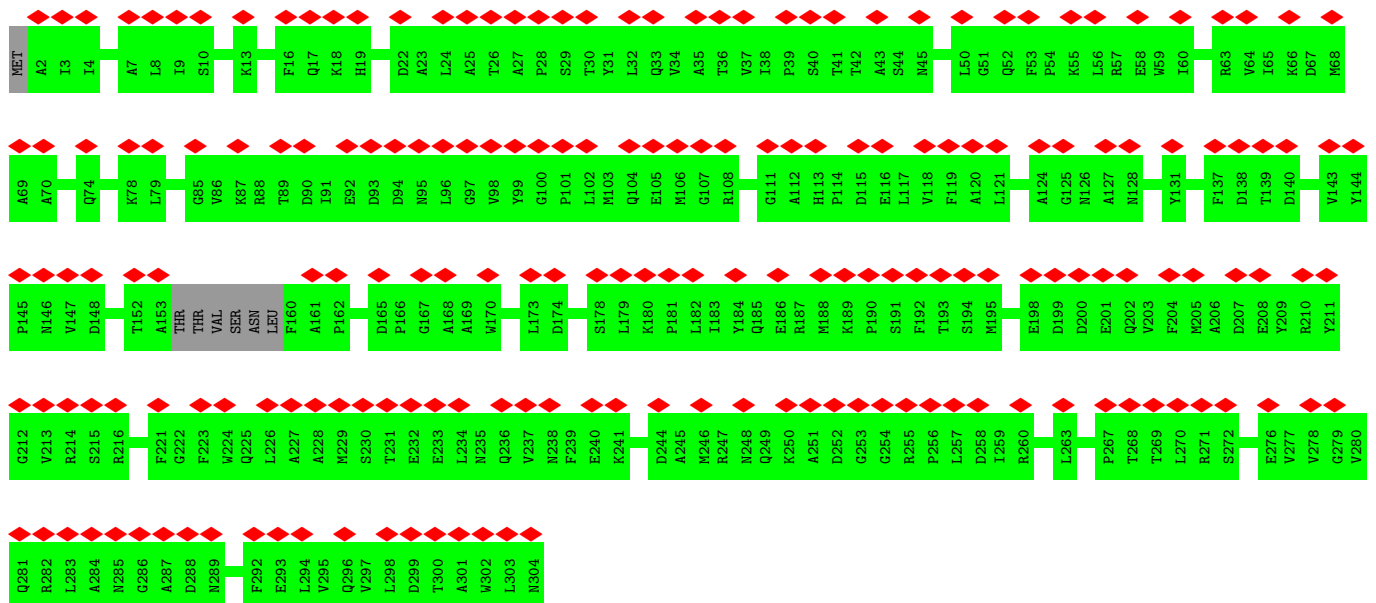 MET A2 I3 I4 A7 L8 I9 S10 K13 F16 Q17 K18 H19 D22 A23 L24 A25 T26 A27 P28 S29 T30 Y31 L32 Q33 V34 A35 T36 V37 I38 P39 S40 T41 T42 A43 S44 N45 L50 G51 Q52 F53 P54 K55 L56 R57 E58 W59 I60 R63 V64 I65 K66 D67 M68
A69 A70 Q74 K78 L79 G85 V86 K87 R88 T89 D90 I91 E92 D93 D94 N95 L96 G97 V98 Y99 G100 P101 L102 M103 Q104 E105 M106 G107 R108 G111 A112 H113 P114 D115 E116 L117 V118 F119 A120 L121 A124 G125 N126 A127 N128 Y131 F137 D138 T139 D140 V143 Y144
P145 N146 V147 D148 T152 A153 THR THR VAL SER ASN LEU F160 A161 P162 D165 P166 G167 A168 A169 W170 L173 D174 S178 L179 K180 P181 L182 I183 Y184 Q185 E186 R187 M188 K189 P190 S191 F192 T193 S194 M195 E198 D199 D200 E201 Q202 V203 F204 M205 A206 D207 E208 Y209 R210 Y211
G212 V213 R214 S215 R216 F221 G222 F223 W224 Q225 L226 A227 A228 M229 S230 T231 E232 E233 L234 N235 Q236 V237 N238 F239 E240 K241 D244 A245 M246 R247 N248 Q249 K250 A251 D252 G253 G254 R255 P256 L257 D258 I259 R260 L263 P267 T268 T269 L270 R271 S272 E276 V277 V278 G279 V280
Q281 R282 L283 A284 N285 G286 A287 D288 N289 F292 E293 L294 V295 Q296 V297 L298 D299 T300 A301 W302 L303 N304